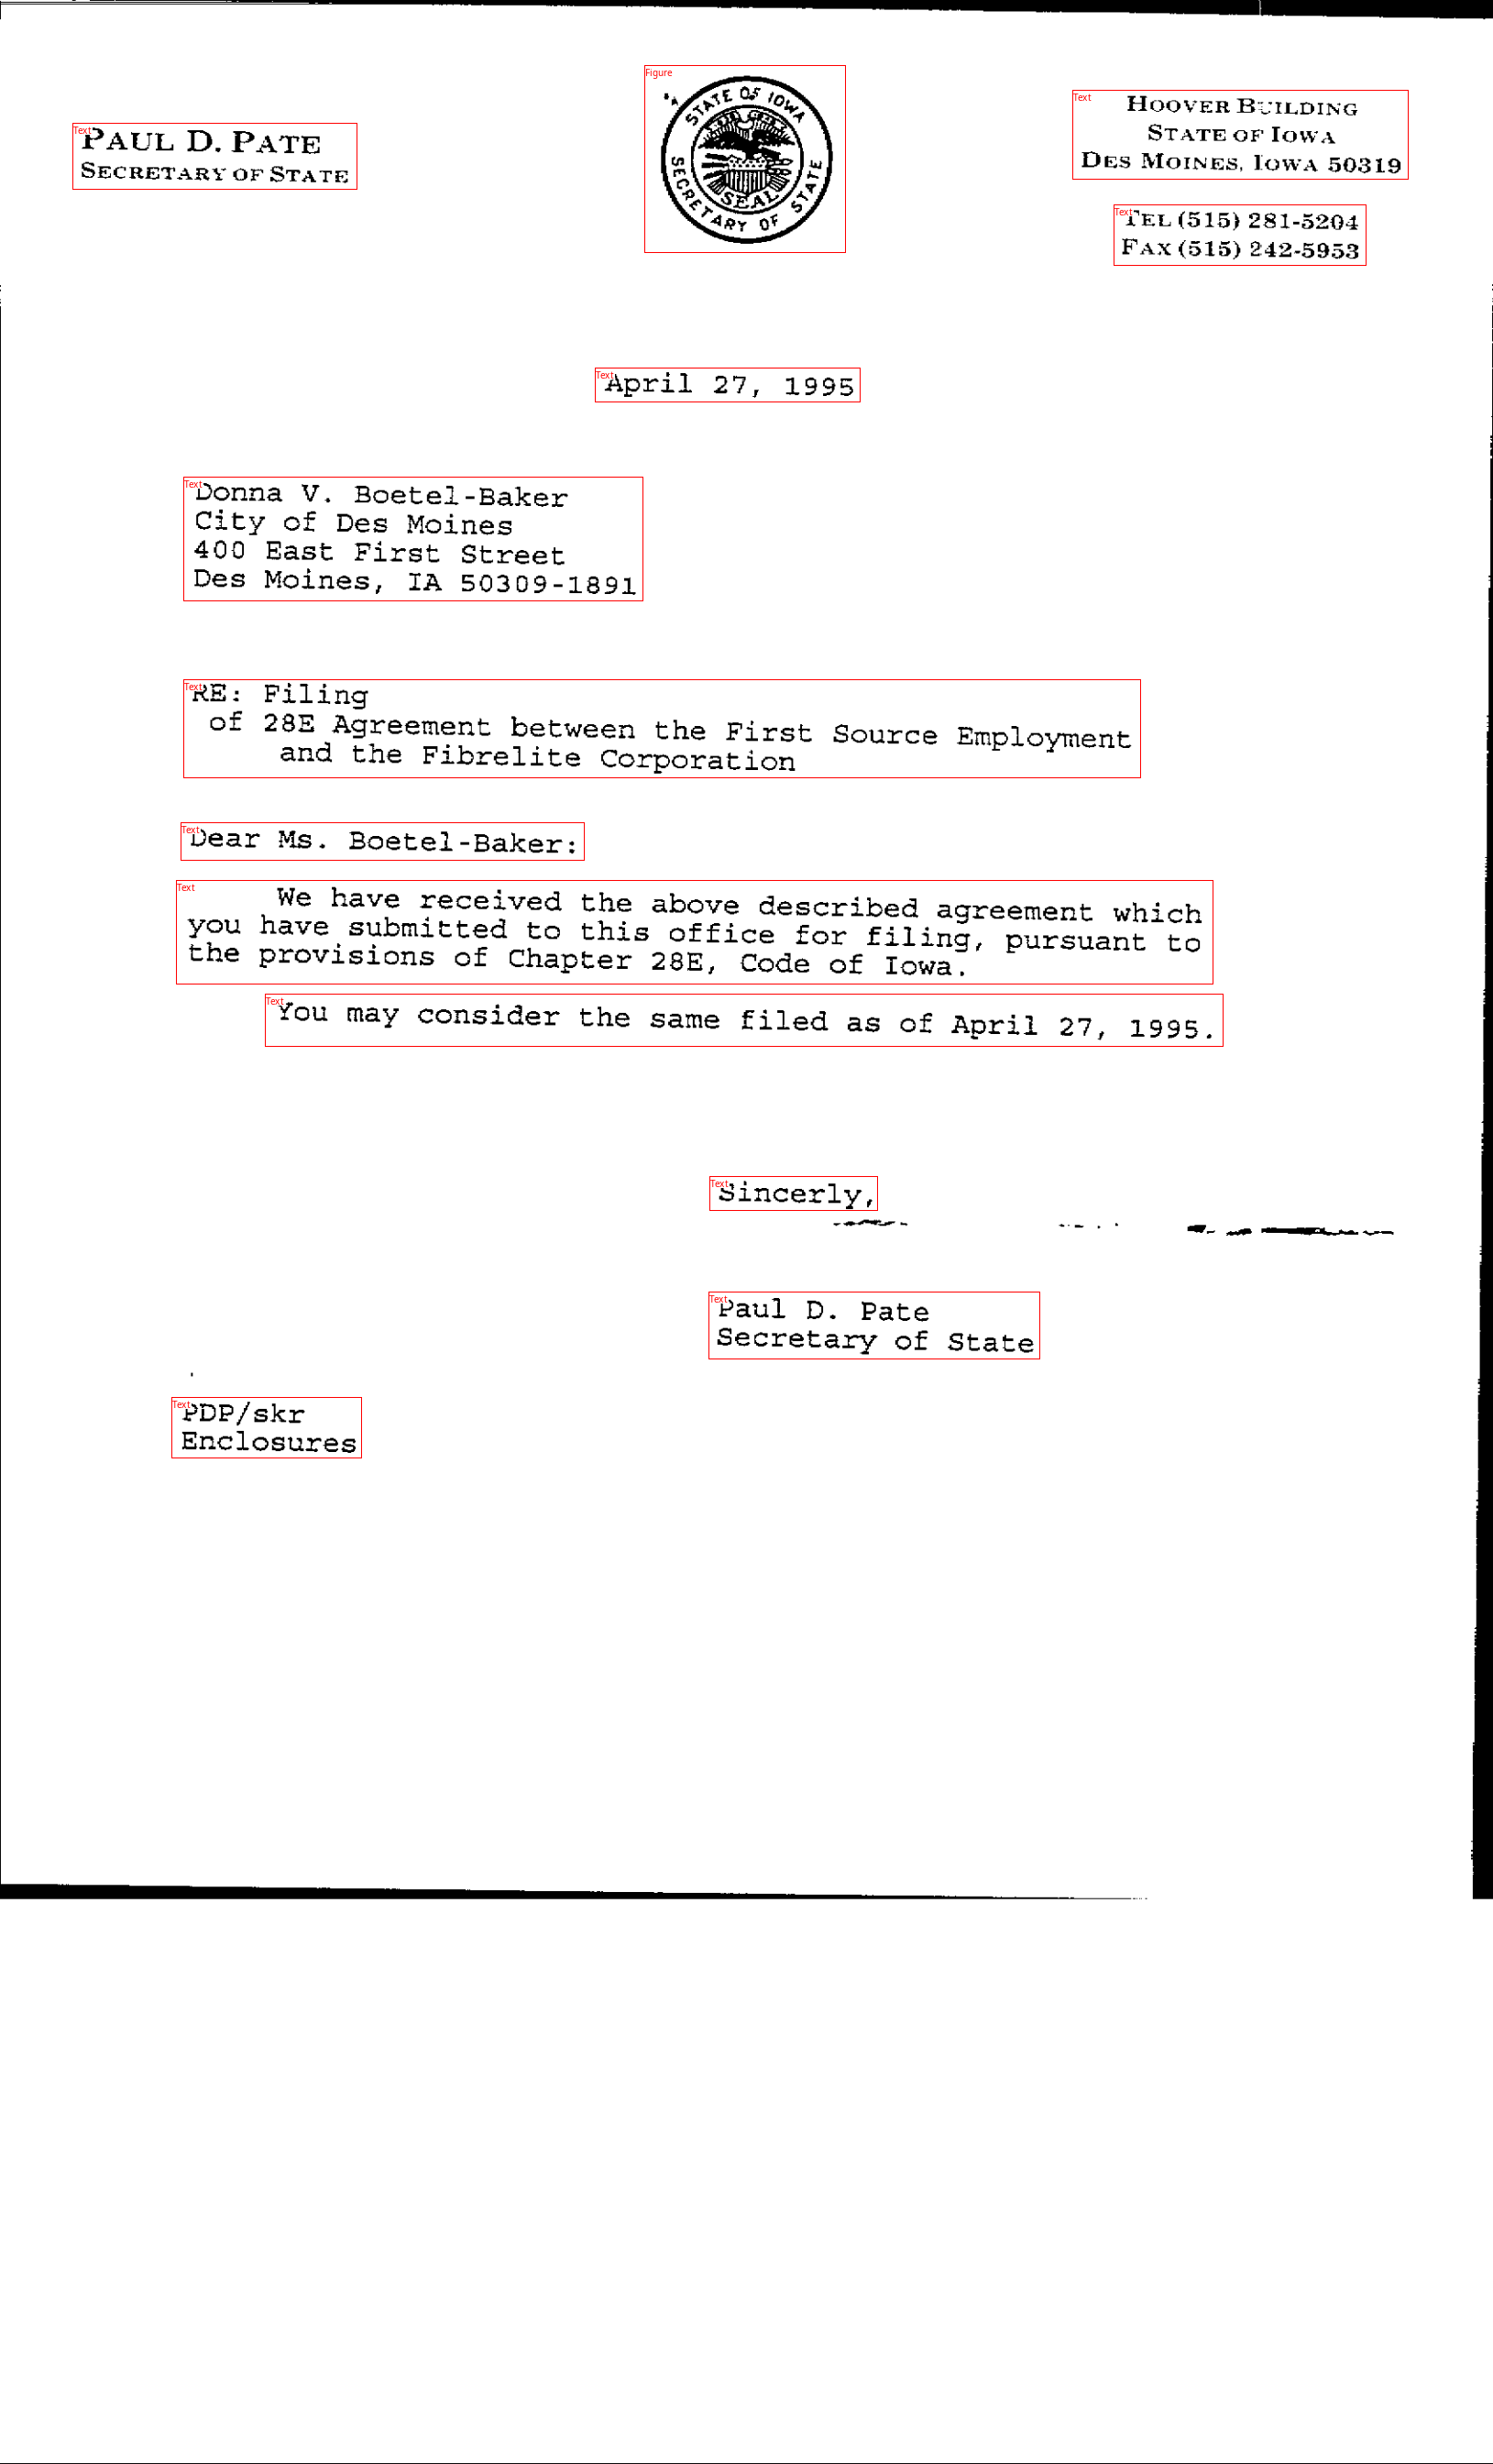 PAUL D. PATE
SECRETARY OF STATE
STATE OF IOWA
SECRETARY OF STATE
SEAL
HOOVER BUILDING
STATE OF IOWA
DES MOINES, IOWA 50319
TEL (515) 281-5204
FAX (515) 242-5953
April 27, 1995
Donna V. Boetel-Baker
City of Des Moines
400 East First Street
Des Moines, IA 50309-1891
RE: Filing
of 28E Agreement between the First Source Employment
and the Fibrelite Corporation
Dear Ms. Boetel-Baker:
We have received the above described agreement which
you have submitted to this office for filing, pursuant to
the provisions of Chapter 28E, Code of Iowa.
You may consider the same filed as of April 27, 1995.
Sincerly,
Paul D. Pate
Secretary of State
PDP/skr
Enclosures